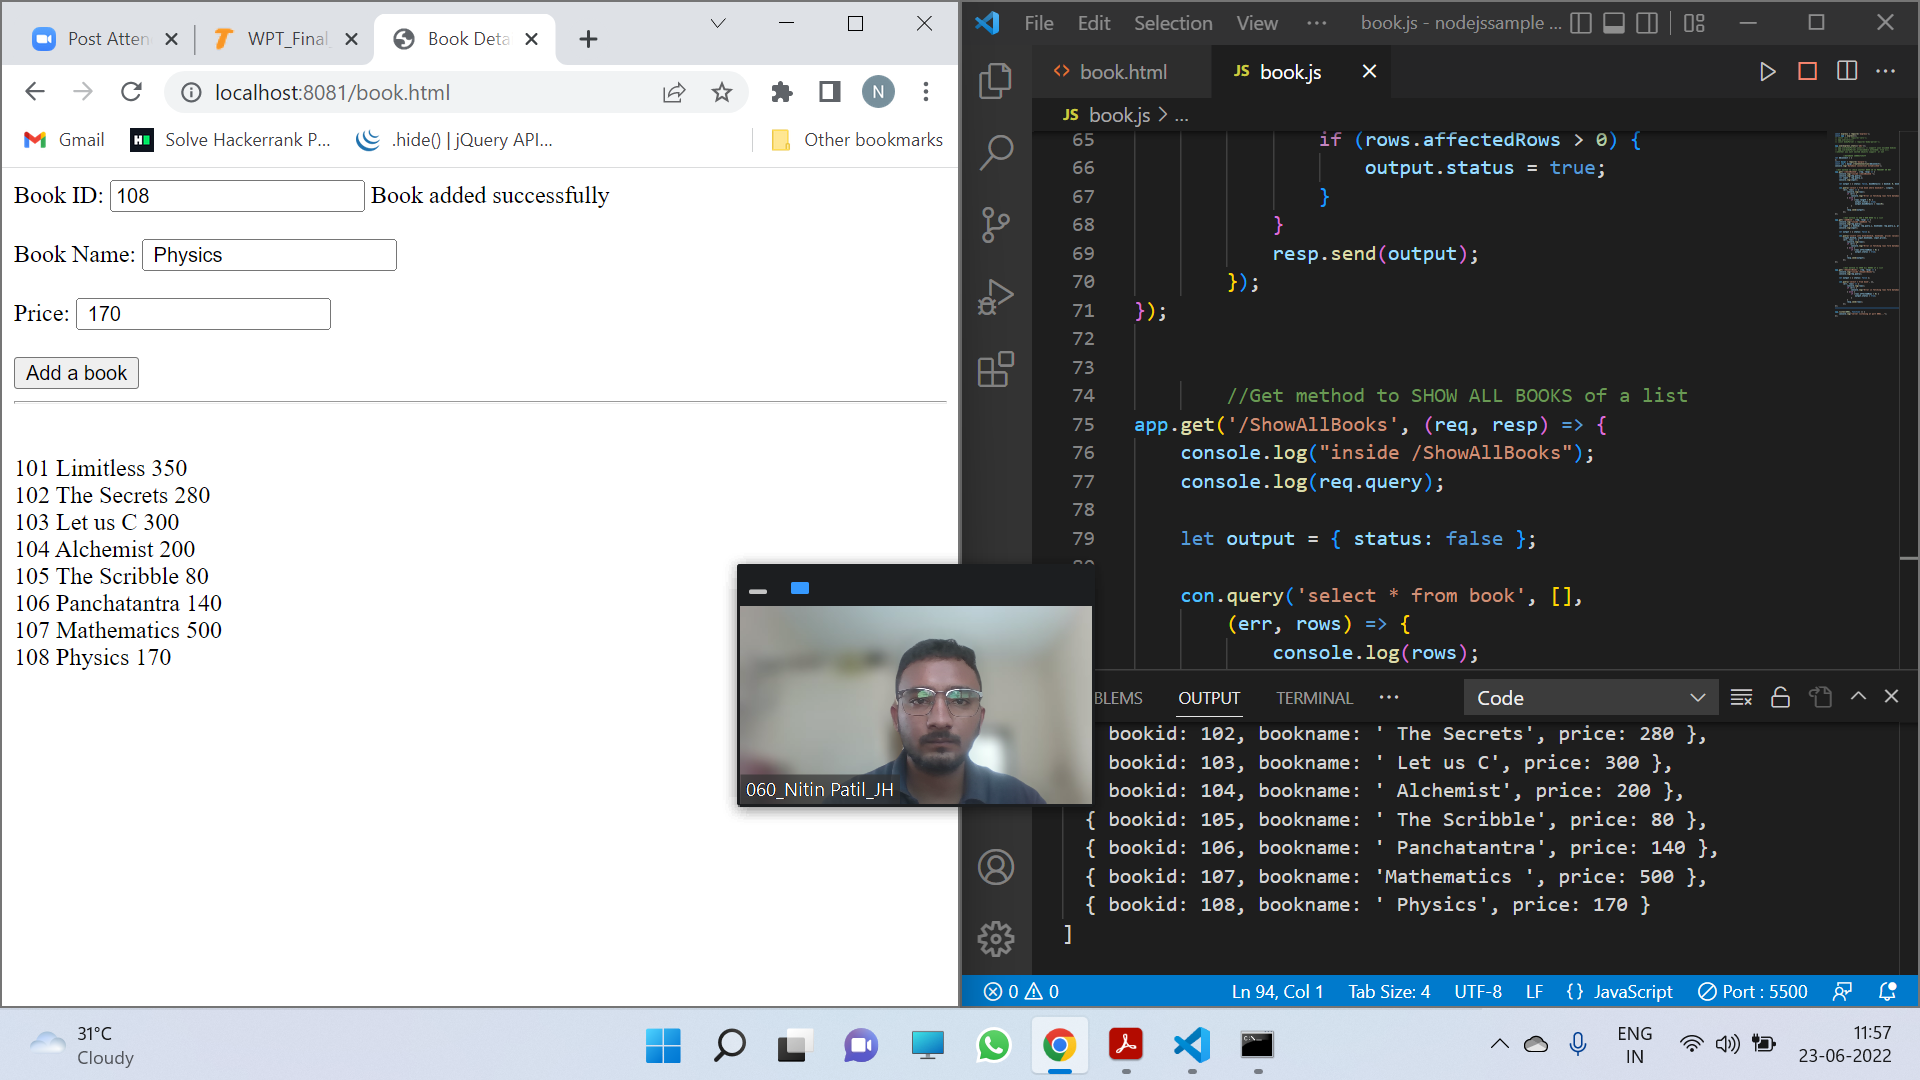 Post Atten
WPT_Final
Book Deta
localhost:8081/book.html
N
Gmail
Solve Hackerrank P...
.hide() | jQuery API...
Other bookmarks
Book ID: 108 Book added successfully
Book Name: Physics
Price: 170
Add a book
101 Limitless 350
102 The Secrets 280
103 Let us C 300
104 Alchemist 200
105 The Scribble 80
106 Panchatantra 140
107 Mathematics 500
108 Physics 170
060_Nitin Patil_JH
File Edit Selection View ··· book.js - nodejssample ...
<> book.html
JS book.js
JS book.js > ...
65 if (rows.affectedRows > 0) {
66 output.status = true;
67 }
68 }
69 resp.send(output);
70 });
71 });
72
73
74 //Get method to SHOW ALL BOOKS of a list
75 app.get('/ShowAllBooks', (req, resp) => {
76 console.log("inside /ShowAllBooks");
77 console.log(req.query);
78
79 let output = { status: false };
con.query('select * from book', [],
(err, rows) => {
console.log(rows);
BLEMS OUTPUT TERMINAL ··· Code
bookid: 102, bookname: ' The Secrets', price: 280 },
bookid: 103, bookname: ' Let us C', price: 300 },
bookid: 104, bookname: ' Alchemist', price: 200 },
{ bookid: 105, bookname: ' The Scribble', price: 80 },
{ bookid: 106, bookname: ' Panchatantra', price: 140 },
{ bookid: 107, bookname: 'Mathematics ', price: 500 },
{ bookid: 108, bookname: ' Physics', price: 170 }
]
0 0 Ln 94, Col 1 Tab Size: 4 UTF-8 LF {} JavaScript Port : 5500
31°C
Cloudy
ENG
IN
11:57
23-06-2022